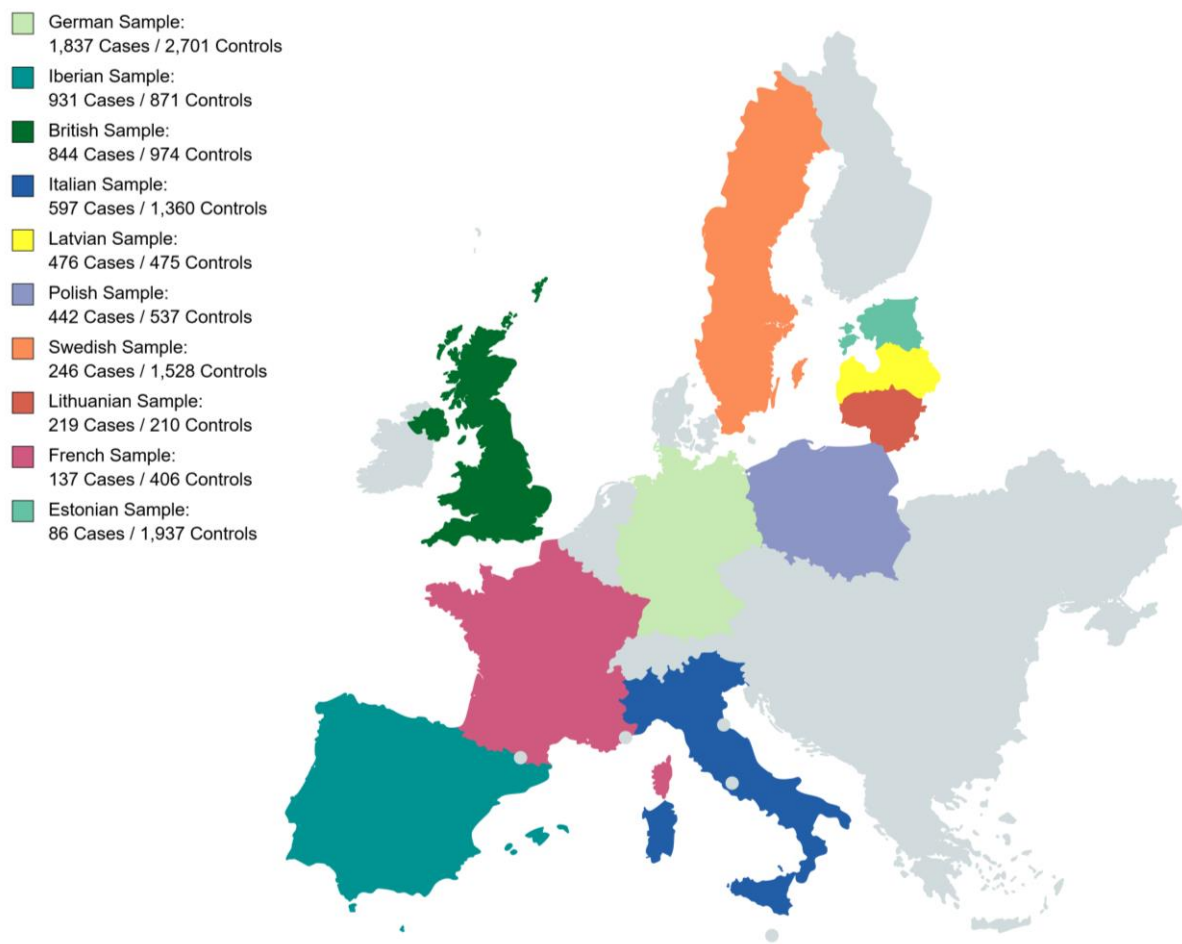 German Sample:
1,837 Cases / 2,701 Controls
Iberian Sample:
931 Cases / 871 Controls
British Sample:
844 Cases / 974 Controls
Italian Sample:
597 Cases / 1,360 Controls
Latvian Sample:
476 Cases / 475 Controls
Polish Sample:
442 Cases / 537 Controls
Swedish Sample:
246 Cases / 1,528 Controls
Lithuanian Sample:
219 Cases / 210 Controls
French Sample:
137 Cases / 406 Controls
Estonian Sample:
86 Cases / 1,937 Controls